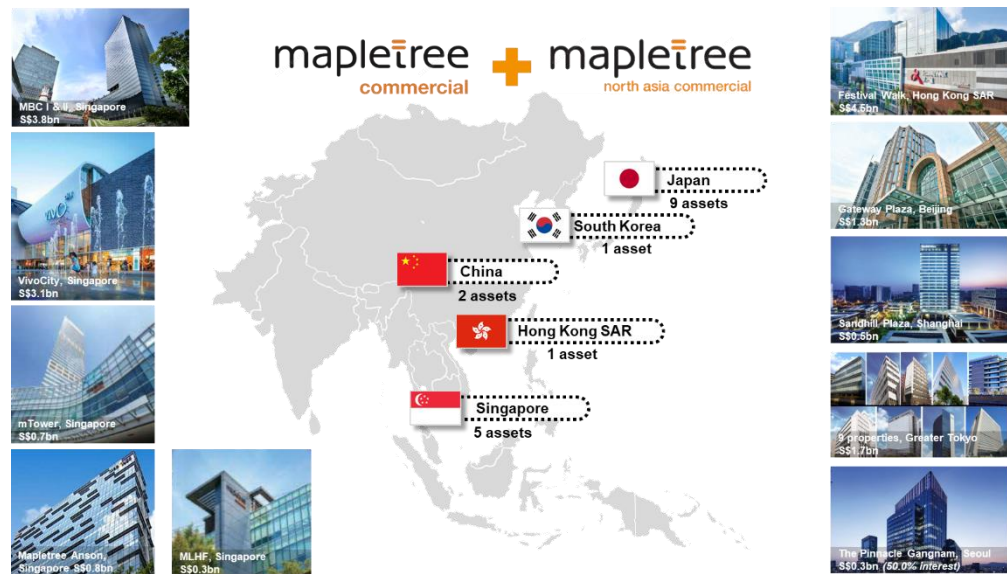 MBC I & II, Singapore
S$3.8bn
VivoCity, Singapore
S$3.1bn
mTower, Singapore
S$0.7bn
Mapletree Anson,
Singapore S$0.8bn
MLHF, Singapore
S$0.3bn
mapletree
commercial
+
mapletree
north asia commercial
Japan
9 assets
South Korea
1 asset
China
2 assets
Hong Kong SAR
1 asset
Singapore
5 assets
Festival Walk, Hong Kong SAR
S$4.5bn
Gateway Plaza, Beijing
S$1.3bn
Sandhill Plaza, Shanghai
S$0.5bn
9 properties, Greater Tokyo
S$1.7bn
The Pinnacle Gangnam, Seoul
S$0.3bn (50.0% interest)